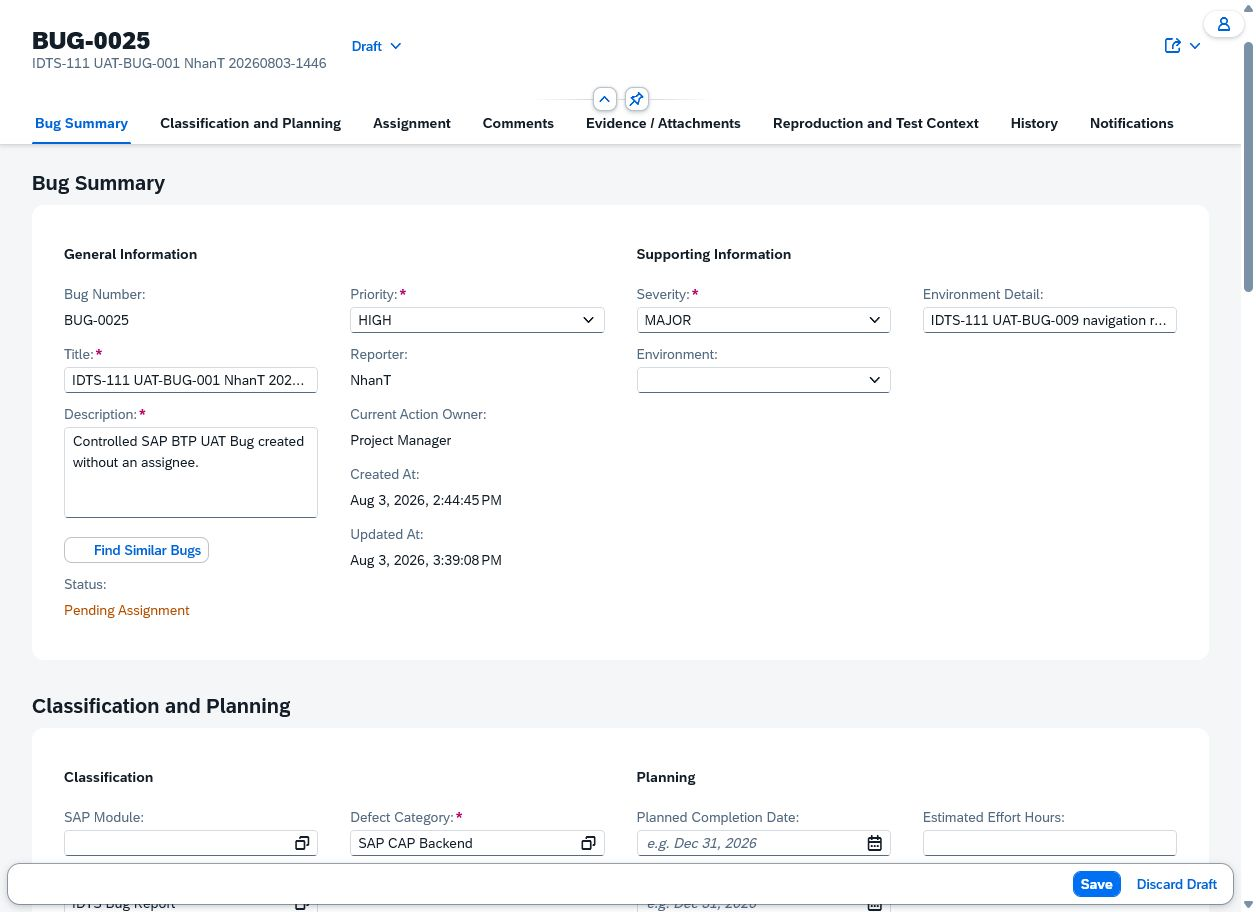 BUG-0025
IDTS-111 UAT-BUG-001 NhanT 20260803-1446
Draft
Bug Summary
Classification and Planning
Assignment
Comments
Evidence / Attachments
Reproduction and Test Context
History
Notifications
Bug Summary
General Information
Bug Number:
BUG-0025
Title:*
IDTS-111 UAT-BUG-001 NhanT 202...
Description:*
Controlled SAP BTP UAT Bug created
without an assignee.
Find Similar Bugs
Status:
Pending Assignment
Priority:*
HIGH
Reporter:
NhanT
Current Action Owner:
Project Manager
Created At:
Aug 3, 2026, 2:44:45 PM
Updated At:
Aug 3, 2026, 3:39:08 PM
Supporting Information
Severity:*
MAJOR
Environment:
Environment Detail:
IDTS-111 UAT-BUG-009 navigation r...
Classification and Planning
Classification
SAP Module:
Defect Category:*
SAP CAP Backend
Planning
Planned Completion Date:
e.g. Dec 31, 2026
Estimated Effort Hours:
IDTS Bug Report
e.g. Dec 31, 2026
Save
Discard Draft